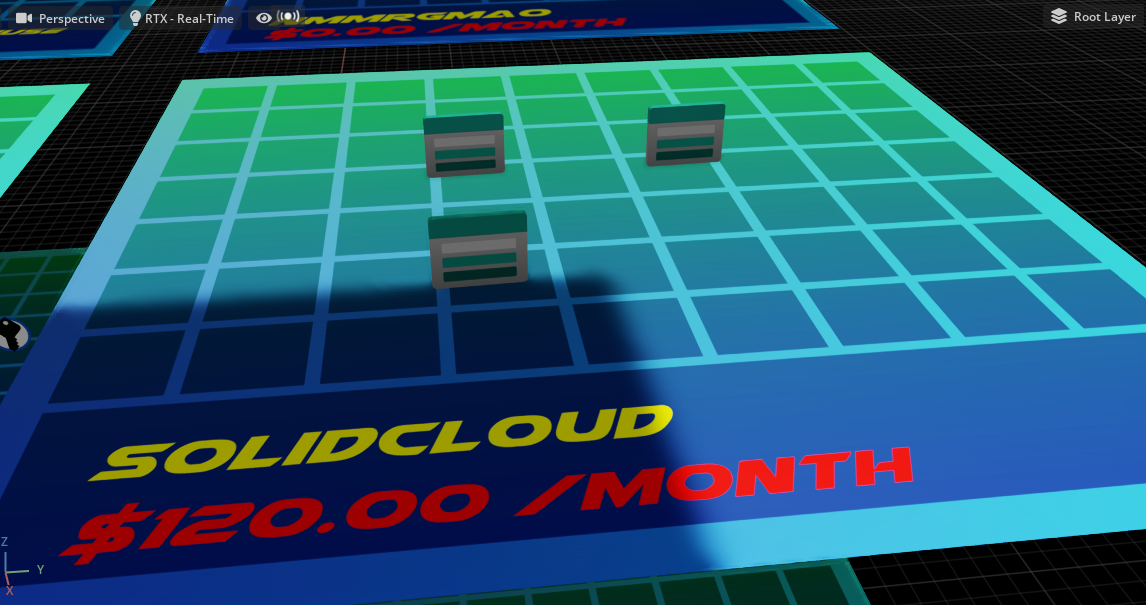 Perspective
RTX - Real-Time
Root Layer
$0.00 /MONTH
SOLIDCLOUD
$120.00 /MONTH
Z
Y
X